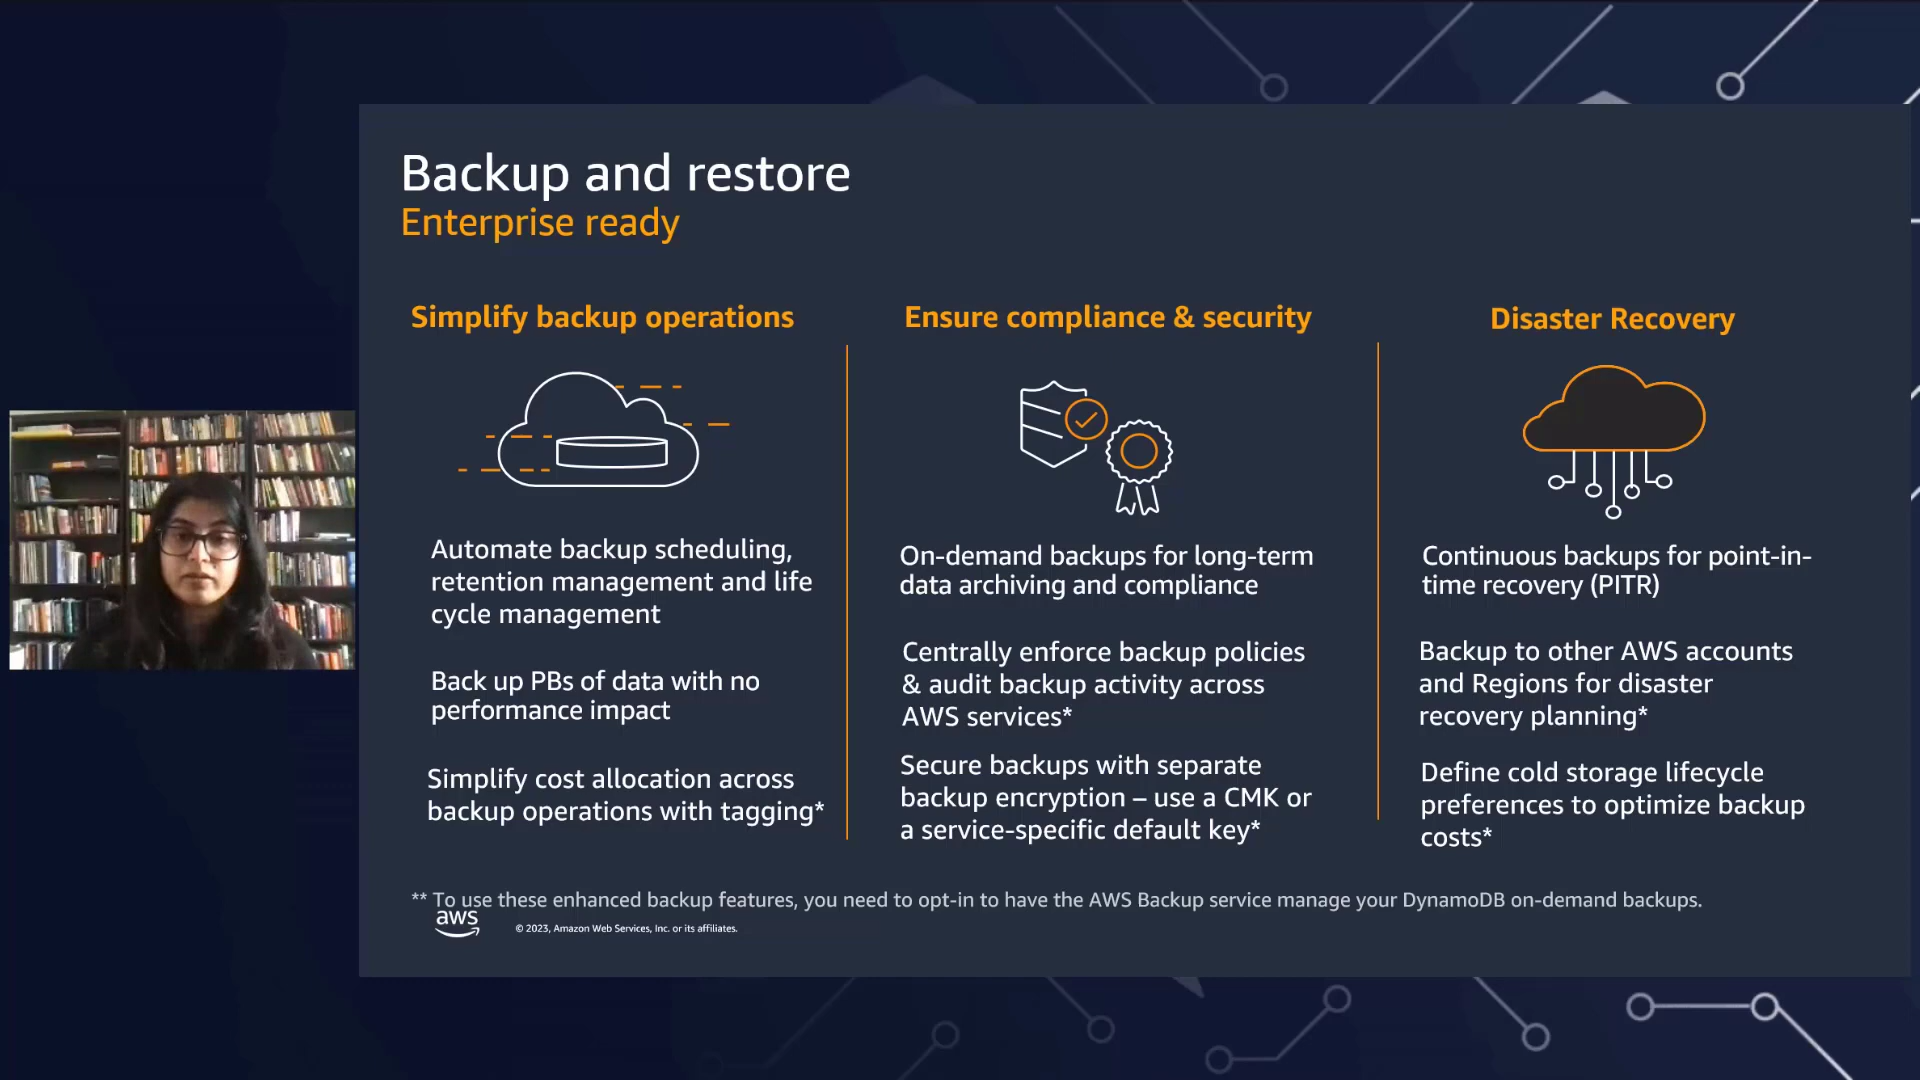 Backup and restore
Enterprise ready
Simplify backup operations
Automate backup scheduling,
retention management and life
cycle management
Back up PBs of data with no
performance impact
Simplify cost allocation across
backup operations with tagging*
Ensure compliance & security
On-demand backups for long-term
data archiving and compliance
Centrally enforce backup policies
& audit backup activity across
AWS services*
Secure backups with separate
backup encryption – use a CMK or
a service-specific default key*
Disaster Recovery
Continuous backups for point-in-
time recovery (PITR)
Backup to other AWS accounts
and Regions for disaster
recovery planning*
Define cold storage lifecycle
preferences to optimize backup
costs*
** To use these enhanced backup features, you need to opt-in to have the AWS Backup service manage your DynamoDB on-demand backups.
aws
© 2023, Amazon Web Services, Inc. or its affiliates.